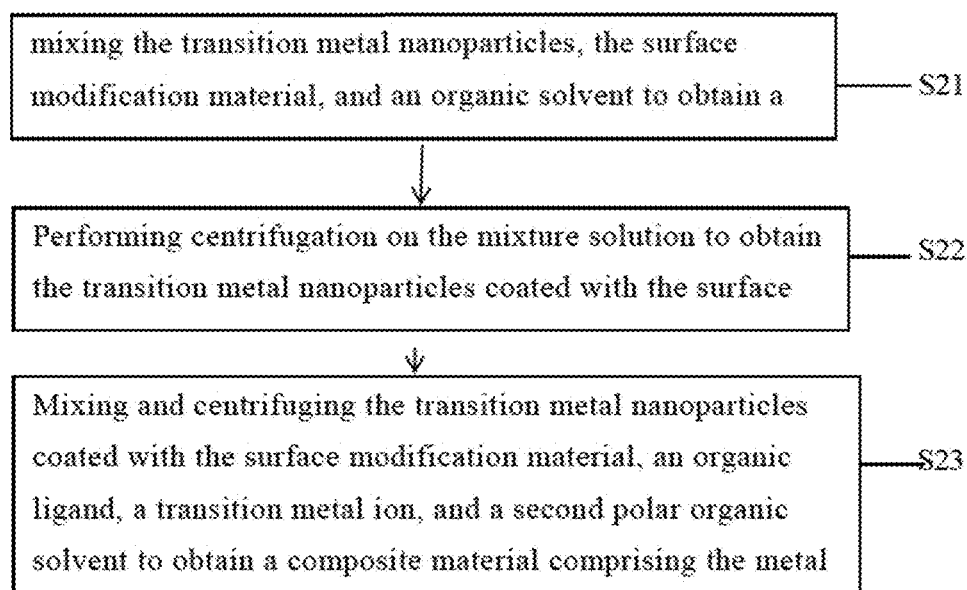 mixing the transition metal nanoparticles, the surface
modification material, and an organic solvent to obtain a
S21
Performing centrifugation on the mixture solution to obtain
the transition metal nanoparticles coated with the surface
S22
Mixing and centrifuging the transition metal nanoparticles
coated with the surface modification material, an organic
ligand, a transition metal ion, and a second polar organic
solvent to obtain a composite material comprising the metal
S23